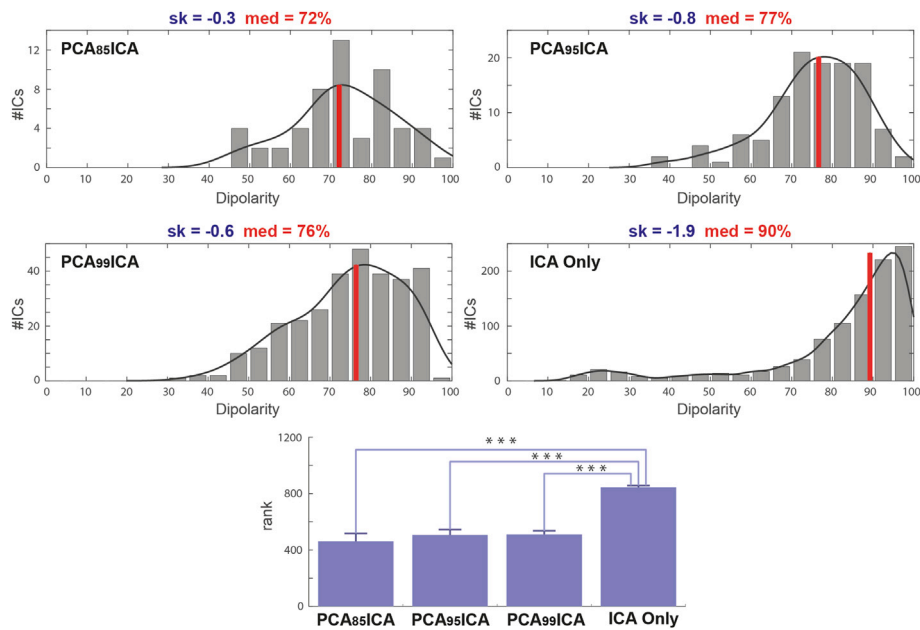 sk = -0.3 med = 72%
PCA85ICA
#ICs
12
8
4
0
0 10 20 30 40 50 60 70 80 90 100
Dipolarity
sk = -0.8 med = 77%
PCA95ICA
#ICs
20
10
0
0 10 20 30 40 50 60 70 80 90 100
Dipolarity
sk = -0.6 med = 76%
PCA99ICA
#ICs
40
20
0
0 10 20 30 40 50 60 70 80 90 100
Dipolarity
sk = -1.9 med = 90%
ICA Only
#ICs
200
100
0
0 10 20 30 40 50 60 70 80 90 100
Dipolarity
1200
800
400
0
rank
***
***
***
PCA85ICA PCA95ICA PCA99ICA ICA Only